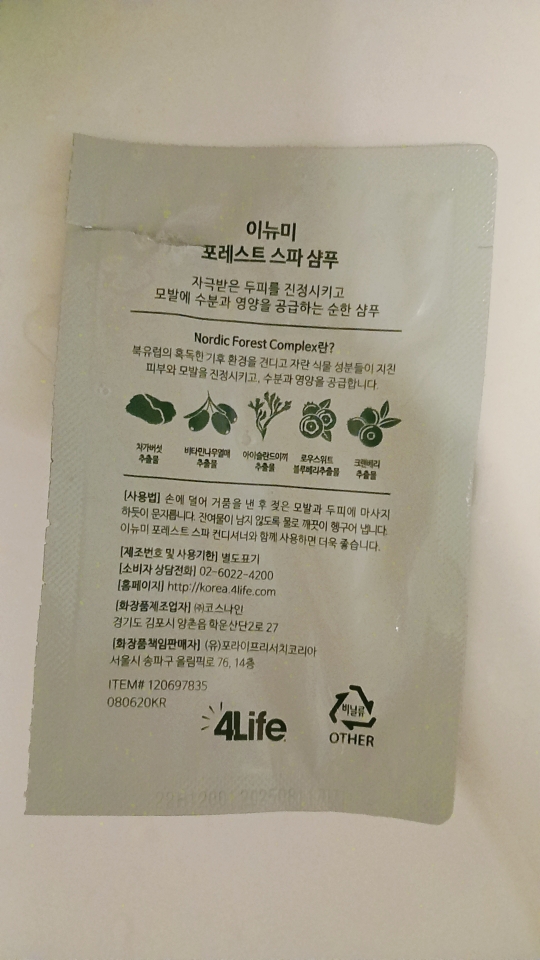 이뉴미
포레스트 스파 샴푸
자극받은 두피를 진정시키고
모발에 수분과 영양을 공급하는 순한 샴푸
Nordic Forest Complex란?
북유럽의 혹독한 기후 환경을 견디고 자란 식물 성분들이 지친
피부와 모발을 진정시키고, 수분과 영양을 공급합니다.
차가버섯
추출물
비타민나무열매
추출물
아이슬란드이끼
추출물
로우스위트
블루베리추출물
크랜베리
추출물
[사용법] 손에 덜어 거품을 낸 후 젖은 모발과 두피에 마사지
하듯이 문지릅니다. 잔여물이 남지 않도록 물로 깨끗이 헹구어 냅니다.
이뉴미 포레스트 스파 컨디셔너와 함께 사용하면 더욱 좋습니다.
[제조번호 및 사용기한] 별도표기
[소비자 상담전화] 02-6022-4200
[홈페이지] http://korea.4life.com
[화장품제조업자] ㈜코스나인
경기도 김포시 양촌읍 학운산단2로 27
[화장품책임판매자] (유)포라이프리서치코리아
서울시 송파구 올림픽로 76, 14층
ITEM# 120697835
080620KR
4Life
비닐류
OTHER